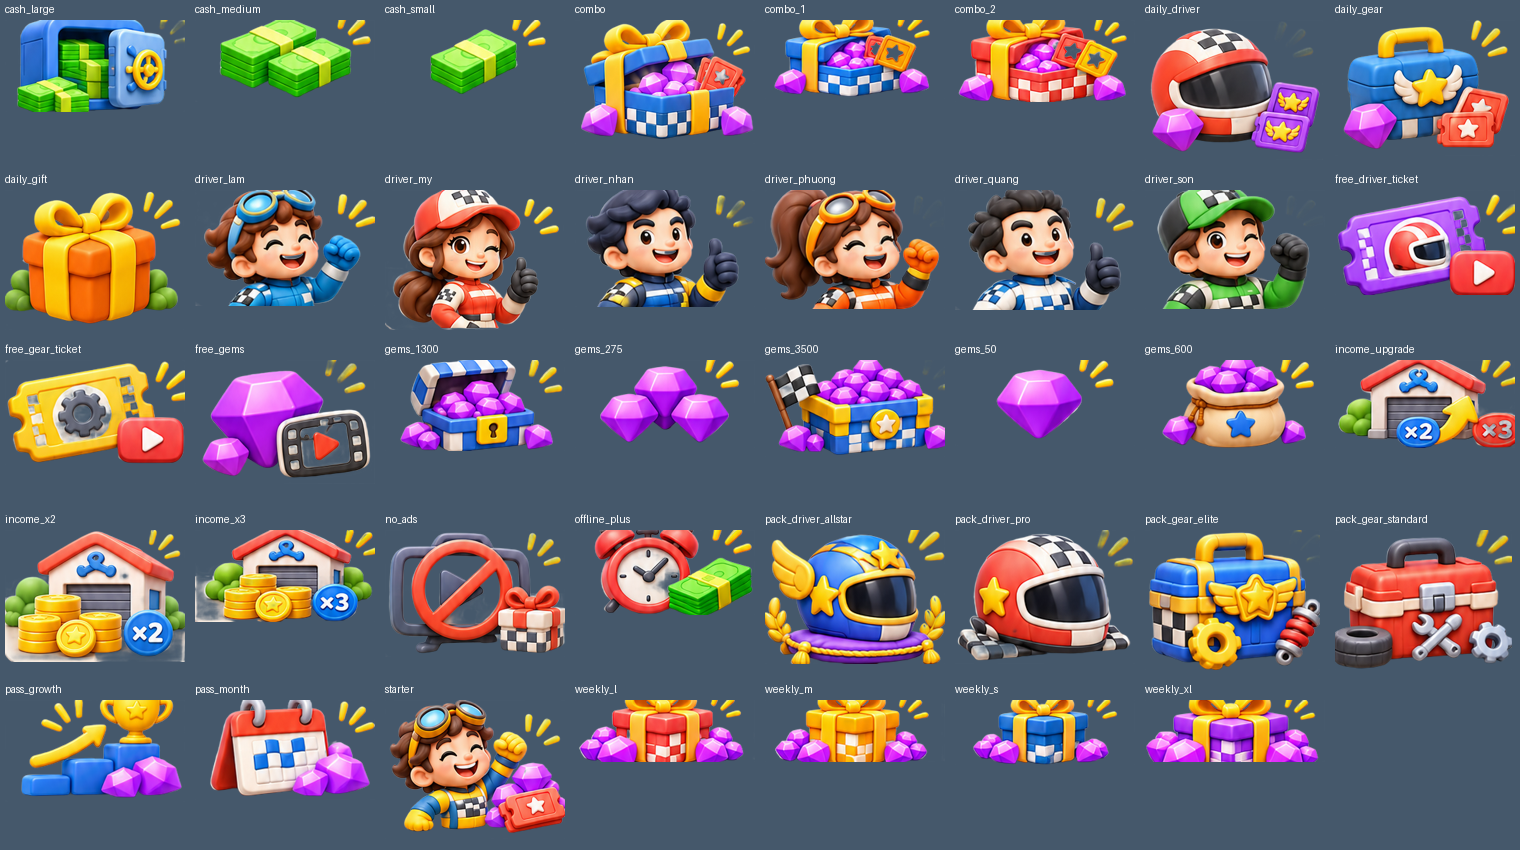 cash_large
cash_medium
cash_small
combo
combo_1
combo_2
daily_driver
daily_gear
daily_gift
driver_lam
driver_my
driver_nhan
driver_phuong
driver_quang
driver_son
free_driver_ticket
free_gear_ticket
free_gems
gems_1300
gems_275
gems_3500
gems_50
gems_600
income_upgrade
×2
×3
income_x2
income_x3
no_ads
offline_plus
pack_driver_allstar
pack_driver_pro
pack_gear_elite
pack_gear_standard
×2
×3
pass_growth
pass_month
starter
weekly_l
weekly_m
weekly_s
weekly_xl